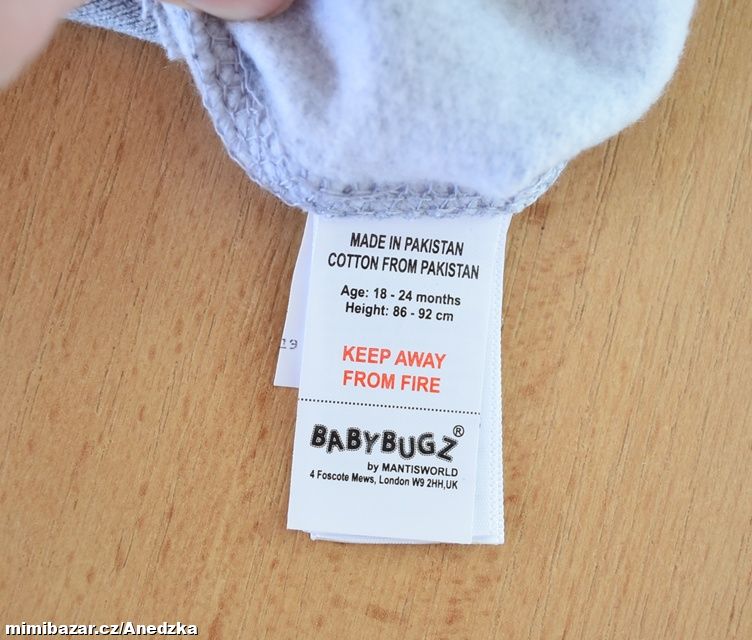 MADE IN PAKISTAN
COTTON FROM PAKISTAN
Age: 18 - 24 months
Height: 86 - 92 cm
19
KEEP AWAY
FROM FIRE
BABYBUGZ®
by MANTISWORLD
4 Foscote Mews, London W9 2HH,UK
mimibazar.cz/Anedzka